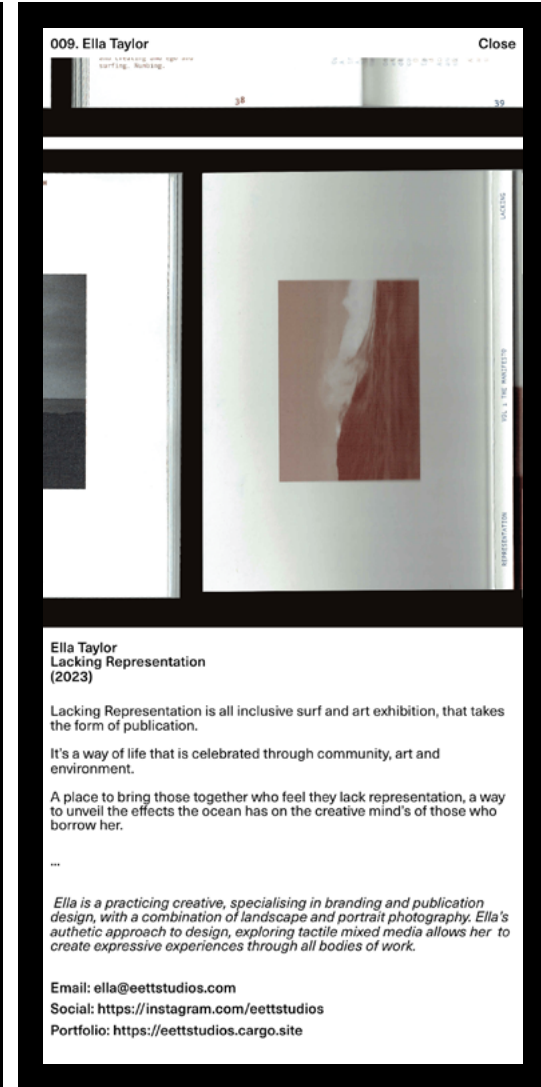 009. Ella Taylor
Close
surfing. Running.
38
39
LACKING
VOL 1 THE MANIFESTO
REPRESENTATION
Ella Taylor
Lacking Representation
(2023)
Lacking Representation is all inclusive surf and art exhibition, that takes
the form of publication.
It's a way of life that is celebrated through community, art and
environment.
A place to bring those together who feel they lack representation, a way
to unveil the effects the ocean has on the creative mind's of those who
borrow her.
...
Ella is a practicing creative, specialising in branding and publication
design, with a combination of landscape and portrait photography. Ella's
authetic approach to design, exploring tactile mixed media allows her to
create expressive experiences through all bodies of work.
Email: ella@eettstudios.com
Social: https://instagram.com/eettstudios
Portfolio: https://eettstudios.cargo.site